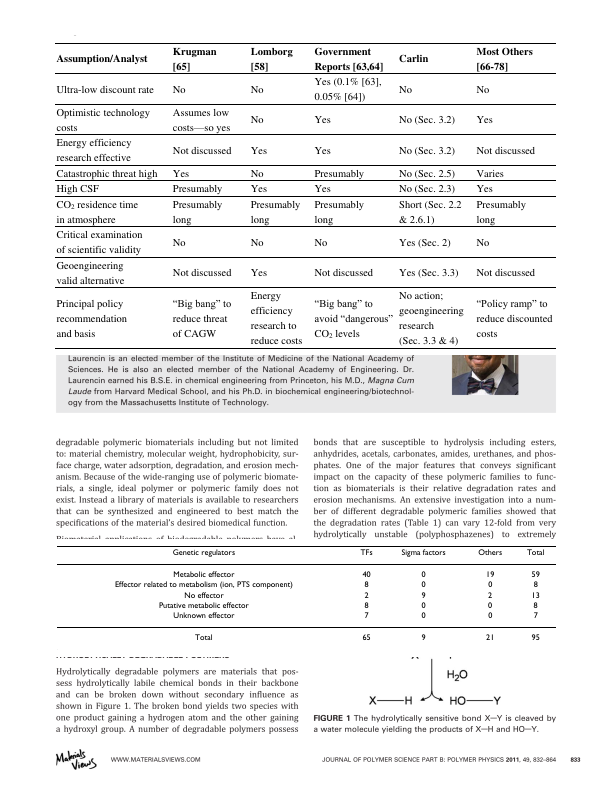 Assumption/Analyst Krugman [65] Lomborg [58] Government Reports [63,64] Carlin Most Others [66-78]
Ultra-low discount rate No No Yes (0.1% [63], 0.05% [64]) No No
Optimistic technology costs Assumes low costs—so yes No Yes No (Sec. 3.2) Yes
Energy efficiency research effective Not discussed Yes Yes No (Sec. 3.2) Not discussed
Catastrophic threat high Yes No Presumably No (Sec. 2.5) Varies
High CSF Presumably Yes Yes No (Sec. 2.3) Yes
CO2 residence time in atmosphere Presumably long Presumably long Presumably long Short (Sec. 2.2 & 2.6.1) Presumably long
Critical examination of scientific validity No No No Yes (Sec. 2) No
Geoengineering valid alternative Not discussed Yes Not discussed Yes (Sec. 3.3) Not discussed
Principal policy recommendation and basis “Big bang” to reduce threat of CAGW Energy efficiency research to reduce costs “Big bang” to avoid “dangerous” CO2 levels No action; geoengineering research (Sec. 3.3 & 4) “Policy ramp” to reduce discounted costs
Laurencin is an elected member of the Institute of Medicine of the National Academy of
Sciences. He is also an elected member of the National Academy of Engineering. Dr.
Laurencin earned his B.S.E. in chemical engineering from Princeton, his M.D., Magna Cum
Laude from Harvard Medical School, and his Ph.D. in biochemical engineering/biotechnol-
ogy from the Massachusetts Institute of Technology.
degradable polymeric biomaterials including but not limited
to: material chemistry, molecular weight, hydrophobicity, sur-
face charge, water adsorption, degradation, and erosion mech-
anism. Because of the wide-ranging use of polymeric biomate-
rials, a single, ideal polymer or polymeric family does not
exist. Instead a library of materials is available to researchers
that can be synthesized and engineered to best match the
specifications of the material's desired biomedical function.
bonds that are susceptible to hydrolysis including esters,
anhydrides, acetals, carbonates, amides, urethanes, and phos-
phates. One of the major features that conveys significant
impact on the capacity of these polymeric families to func-
tion as biomaterials is their relative degradation rates and
erosion mechanisms. An extensive investigation into a num-
ber of different degradable polymeric families showed that
the degradation rates (Table 1) can vary 12-fold from very
hydrolytically unstable (polyphosphazenes) to extremely
Genetic regulators TFs Sigma factors Others Total
Metabolic effector 40 0 19 59
Effector related to metabolism (ion, PTS component) 8 0 0 8
No effector 2 9 2 13
Putative metabolic effector 8 0 0 8
Unknown effector 7 0 0 7
Total 65 9 21 95
Hydrolytically degradable polymers are materials that pos-
sess hydrolytically labile chemical bonds in their backbone
and can be broken down without secondary influence as
shown in Figure 1. The broken bond yields two species with
one product gaining a hydrogen atom and the other gaining
a hydroxyl group. A number of degradable polymers possess
H2O
X—H HO—Y
FIGURE 1 The hydrolytically sensitive bond X—Y is cleaved by
a water molecule yielding the products of X—H and HO—Y.
Materials Views WWW.MATERIALSVIEWS.COM JOURNAL OF POLYMER SCIENCE PART B: POLYMER PHYSICS 2011, 49, 832–864 833